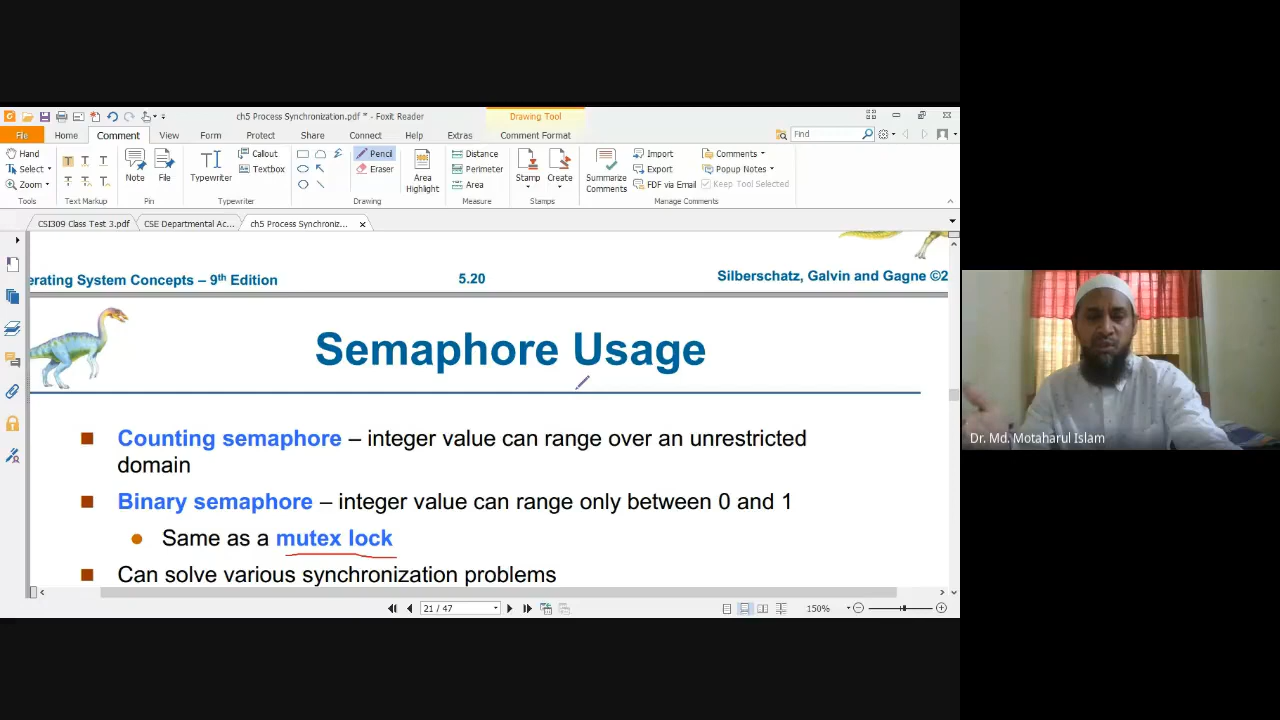 ch5 Process Synchronization.pdf * - Foxit Reader
Drawing Tool
File Home Comment View Form Protect Share Connect Help Extras Comment Format Find
Hand
Select
Zoom
Tools
Text Markup
Note
File
Pin
Typewriter
Callout
Textbox
Typewriter
Pencil
Eraser
Drawing
Area
Highlight
Distance
Perimeter
Area
Measure
Stamp
Create
Stamps
Summarize
Comments
Import
Export
FDF via Email
Comments
Popup Notes
Keep Tool Selected
Manage Comments
CSI309 Class Test 3.pdf
CSE Departmental Ac...
ch5 Process Synchroniz...
erating System Concepts – 9th Edition 5.20 Silberschatz, Galvin and Gagne ©2
Semaphore Usage
Counting semaphore – integer value can range over an unrestricted
domain
Binary semaphore – integer value can range only between 0 and 1
Same as a mutex lock
Can solve various synchronization problems
21 / 47
150%
Dr. Md. Motaharul Islam